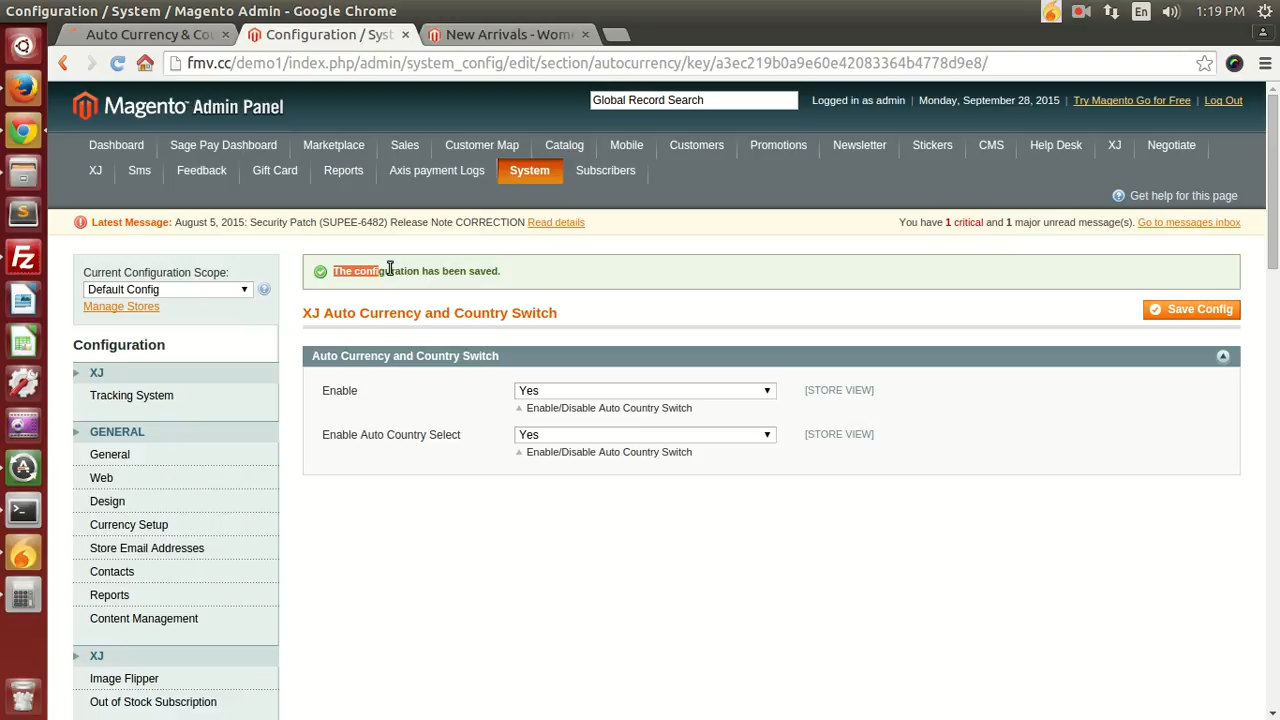 Configuration / System / Magento Admin - Google Chrome
En
1:19 PM
Auto Currency & Cou
Configuration / Syst
New Arrivals - Wome
fmv.cc/demo1/index.php/admin/system_config/edit/section/autocurrency/key/a3ec219b0a9e60e42083364b4778d9e8/
Magento Admin Panel
Global Record Search
Logged in as admin | Monday, September 28, 2015 | Try Magento Go for Free | Log Out
Dashboard Sage Pay Dashboard Marketplace Sales Customer Map Catalog Mobile Customers Promotions Newsletter Stickers CMS Help Desk XJ Negotiate
XJ Sms Feedback Gift Card Reports Axis payment Logs System Subscribers
Get help for this page
Latest Message: August 5, 2015: Security Patch (SUPEE-6482) Release Note CORRECTION Read details
You have 1 critical and 1 major unread message(s). Go to messages inbox
Current Configuration Scope:
Default Config
Manage Stores
Configuration
XJ
Tracking System
GENERAL
General
Web
Design
Currency Setup
Store Email Addresses
Contacts
Reports
Content Management
XJ
Image Flipper
Out of Stock Subscription
The configuration has been saved.
XJ Auto Currency and Country Switch
Save Config
Auto Currency and Country Switch
Enable Yes [STORE VIEW]
Enable/Disable Auto Country Switch
Enable Auto Country Select Yes [STORE VIEW]
Enable/Disable Auto Country Switch